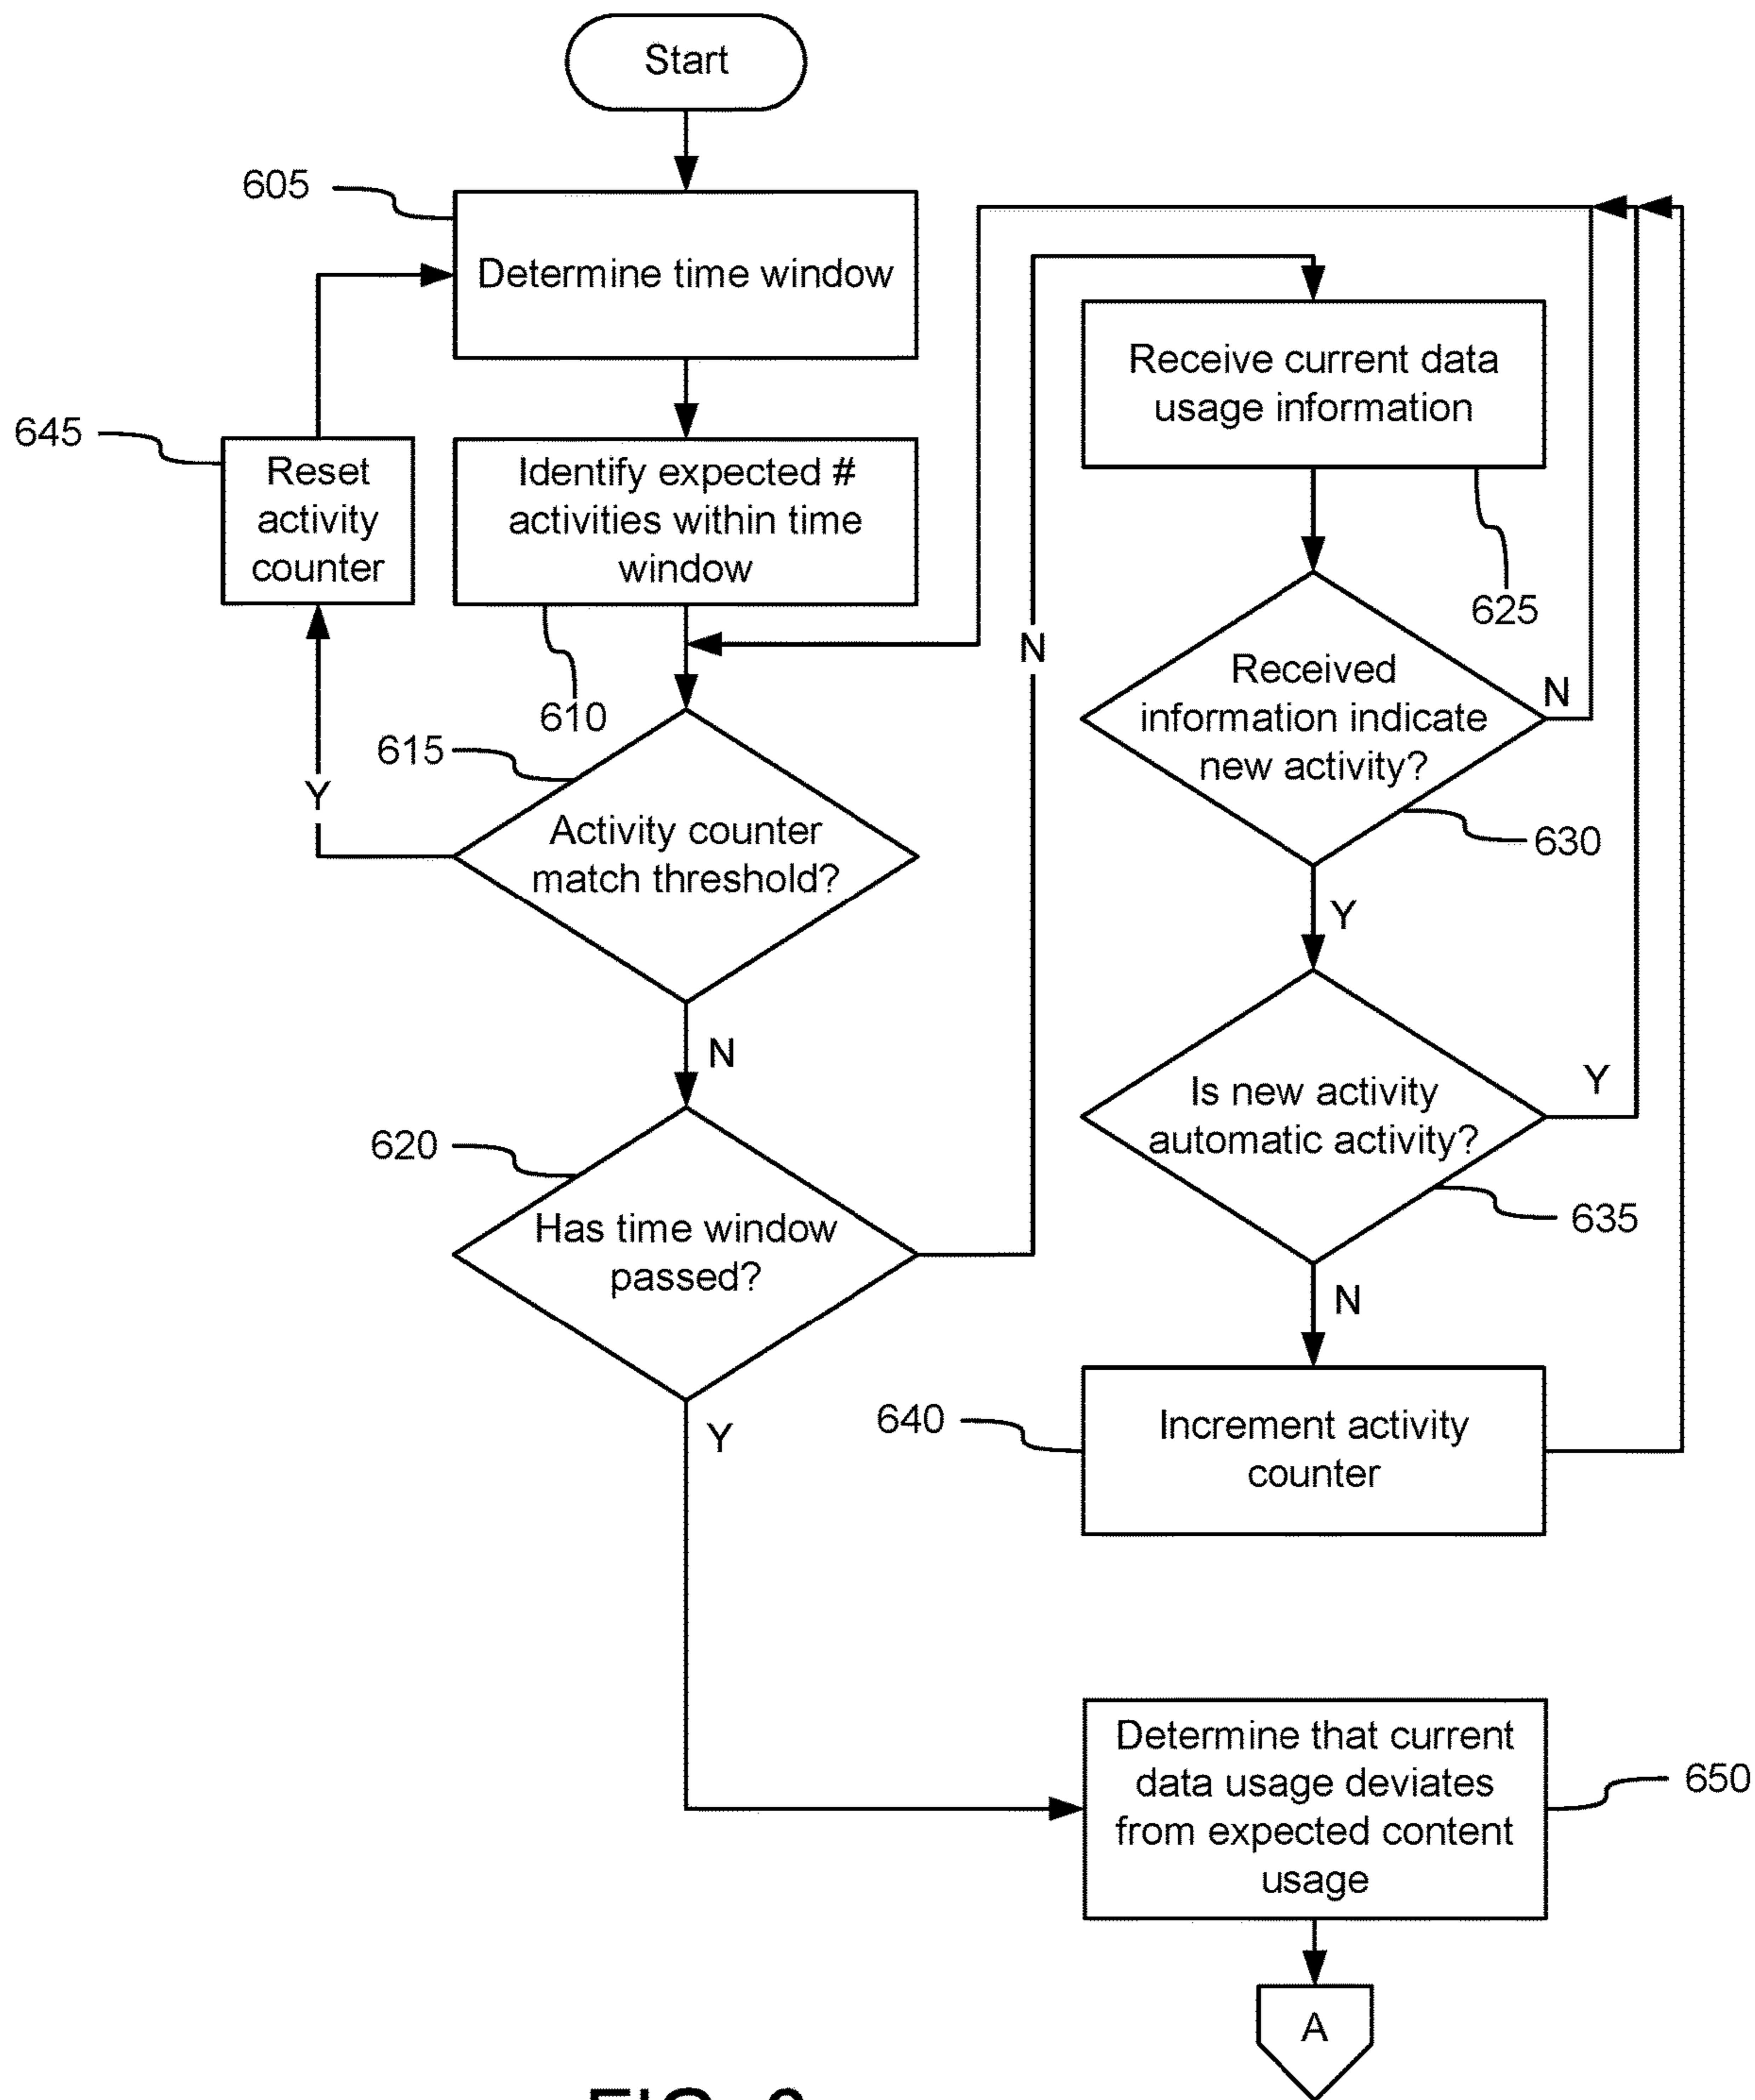 Start
605
Determine time window
645
Reset
activity
counter
Identify expected #
activities within time
window
610
Receive current data
usage information
625
N
Received
information indicate
new activity?
N
630
615
Y
Activity counter
match threshold?
Y
N
Is new activity
automatic activity?
Y
635
620
Has time window
passed?
N
Y
640
Increment activity
counter
Determine that current
data usage deviates
from expected content
usage
650
A